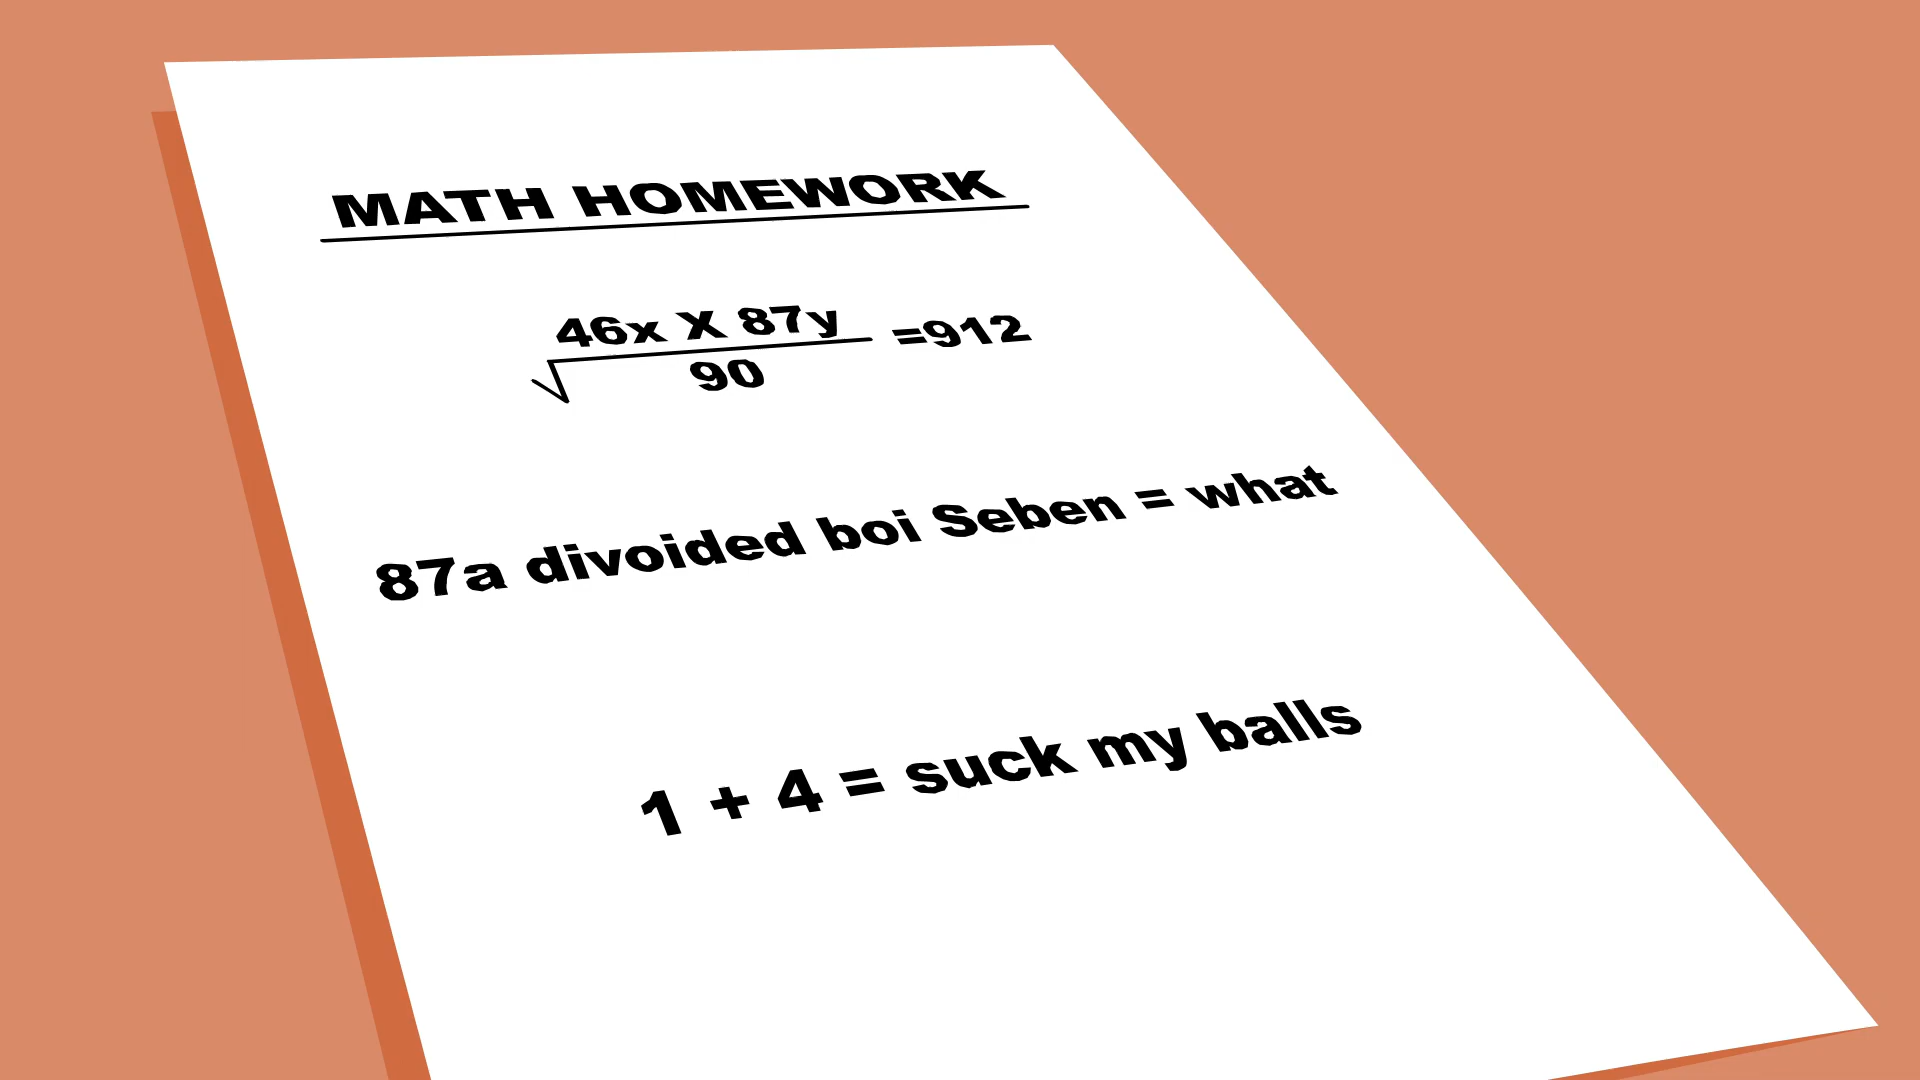 MATH HOMEWORK
46x X 87y
√90 =912
87a divoided boi Seben = what
1 + 4 = suck my balls